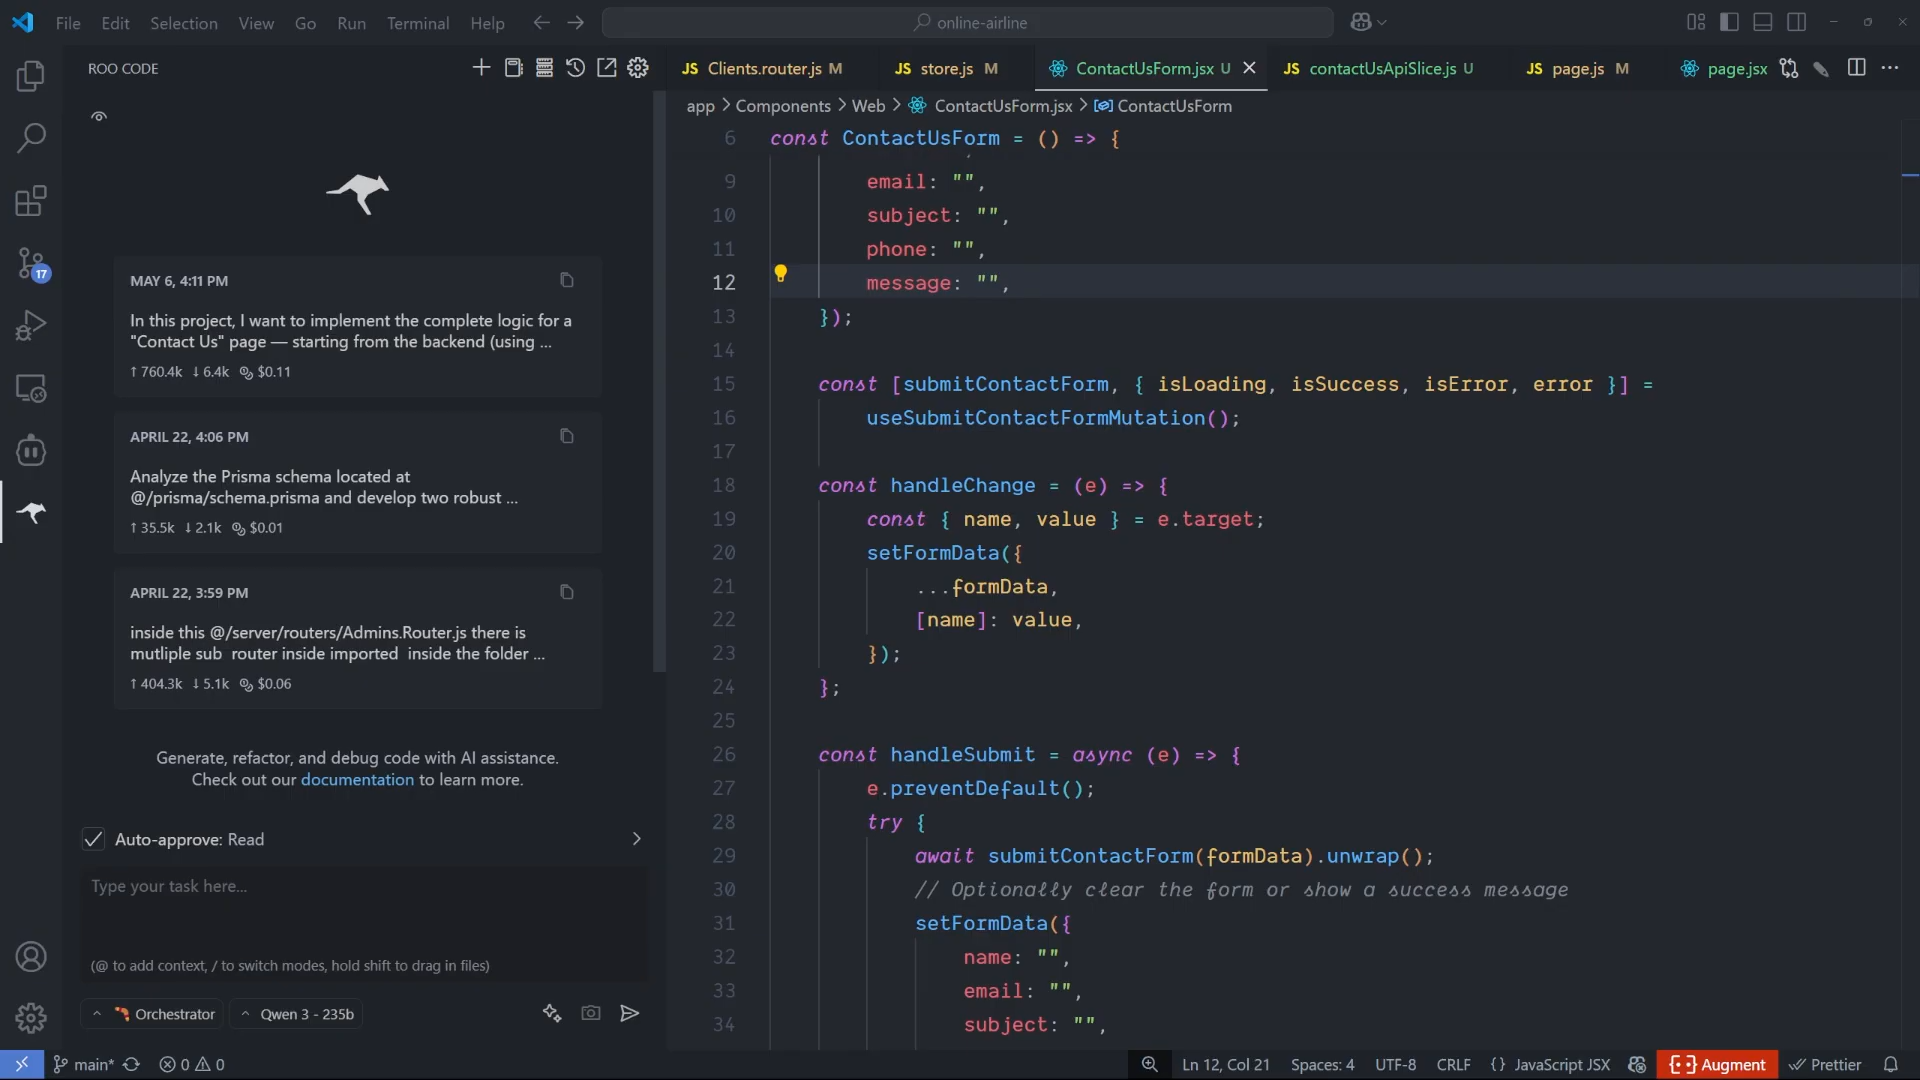 File Edit Selection View Go Run Terminal Help
online-airline
ROO CODE
MAY 6, 4:11 PM
In this project, I want to implement the complete logic for a
"Contact Us" page — starting from the backend (using ...
↑ 760.4k ↓ 6.4k $0.11
APRIL 22, 4:06 PM
Analyze the Prisma schema located at
@/prisma/schema.prisma and develop two robust ...
↑ 35.5k ↓ 2.1k $0.01
APRIL 22, 3:59 PM
inside this @/server/routers/Admins.Router.js there is
mutliple sub router inside imported inside the folder ...
↑ 404.3k ↓ 5.1k $0.06
Generate, refactor, and debug code with AI assistance.
Check out our documentation to learn more.
Auto-approve: Read
Type your task here...
(@ to add context, / to switch modes, hold shift to drag in files)
Orchestrator Qwen 3 - 235b
17
JS Clients.router.js M JS store.js M ContactUsForm.jsx U JS contactUsApiSlice.js U JS page.js M page.jsx
app > Components > Web > ContactUsForm.jsx > ContactUsForm
6 const ContactUsForm = () => {
9 email: "",
10 subject: "",
11 phone: "",
12 message: "",
13 });
14
15 const [submitContactForm, { isLoading, isSuccess, isError, error }] =
16 useSubmitContactFormMutation();
17
18 const handleChange = (e) => {
19 const { name, value } = e.target;
20 setFormData({
21 ...formData,
22 [name]: value,
23 });
24 };
25
26 const handleSubmit = async (e) => {
27 e.preventDefault();
28 try {
29 await submitContactForm(formData).unwrap();
30 // Optionally clear the form or show a success message
31 setFormData({
32 name: "",
33 email: "",
34 subject: "",
main* 0 0 Ln 12, Col 21 Spaces: 4 UTF-8 CRLF {} JavaScript JSX Augment Prettier